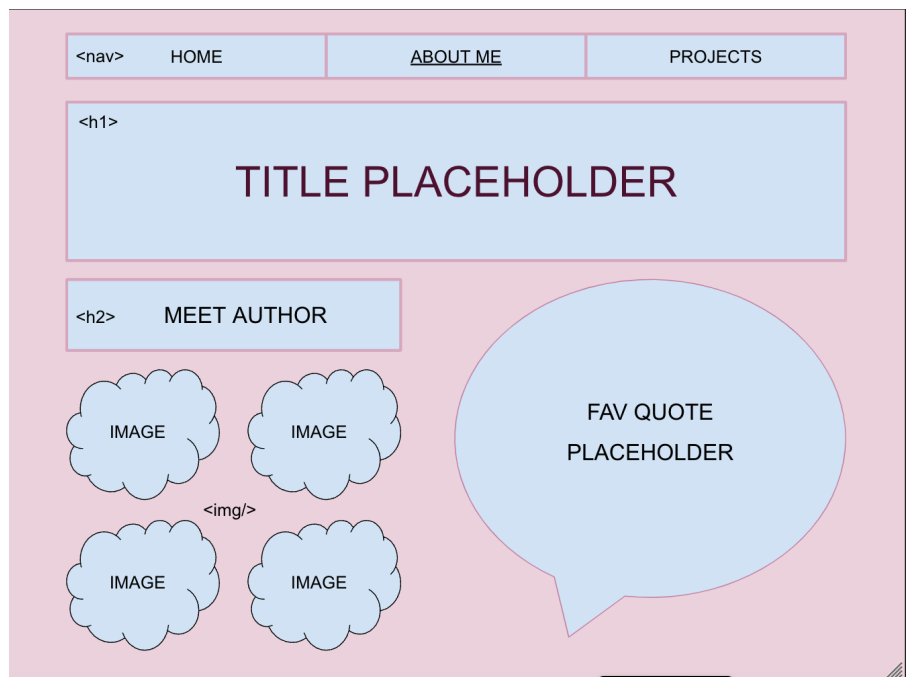 <nav> HOME ABOUT ME PROJECTS
<h1>
TITLE PLACEHOLDER
<h2> MEET AUTHOR
IMAGE IMAGE
<img/>
IMAGE IMAGE
FAV QUOTE
PLACEHOLDER